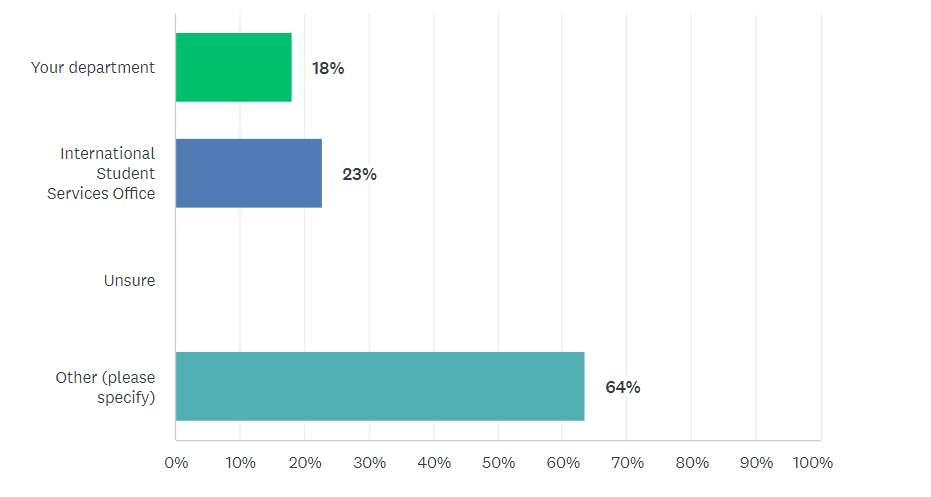 Your department
18%
International
Student
Services Office
23%
Unsure
Other (please
specify)
64%
0% 10% 20% 30% 40% 50% 60% 70% 80% 90% 100%